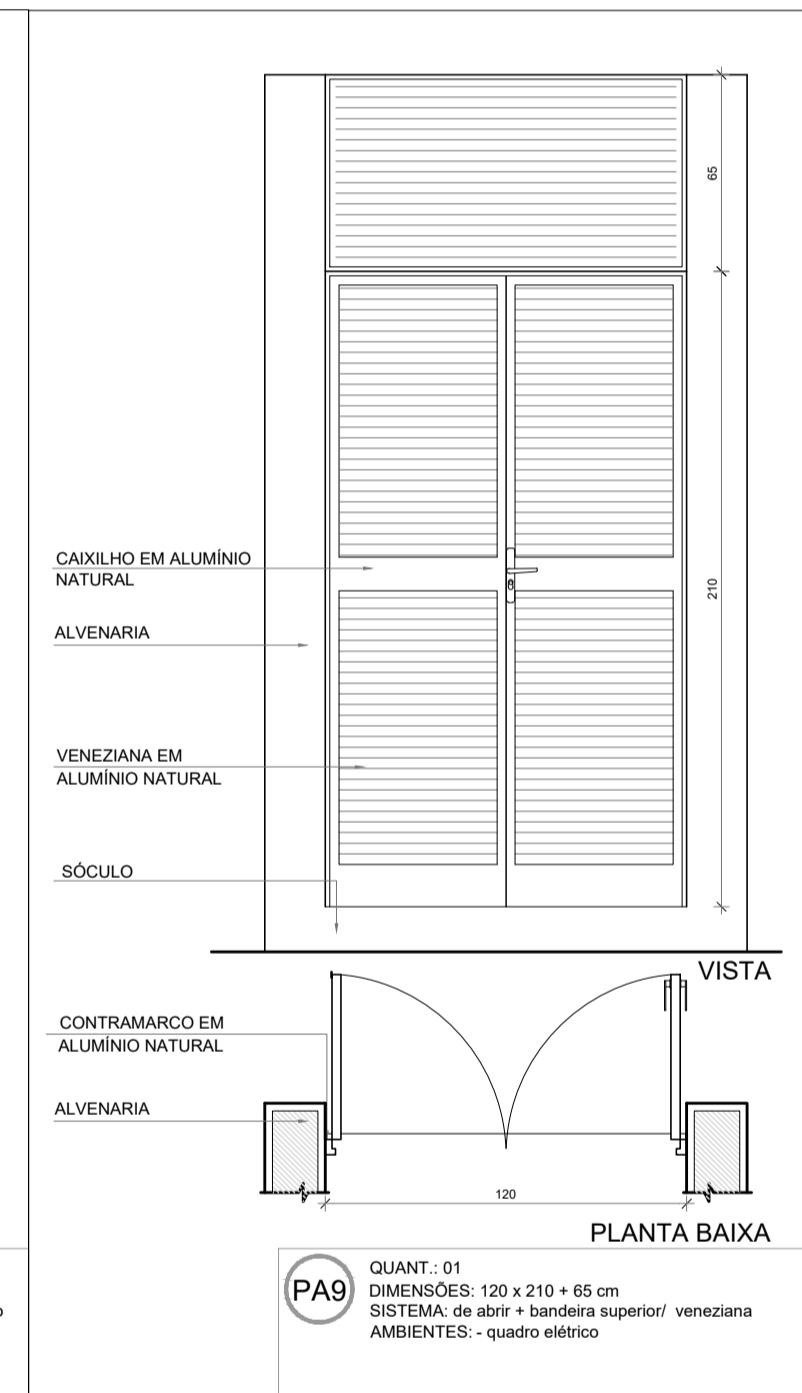 65
CAIXILHO EM ALUMÍNIO
NATURAL
210
ALVENARIA
VENEZIANA EM
ALUMÍNIO NATURAL
SÓCULO
VISTA
CONTRAMARCO EM
ALUMÍNIO NATURAL
ALVENARIA
120
PLANTA BAIXA
PA9
QUANT.: 01
DIMENSÕES: 120 x 210 + 65 cm
SISTEMA: de abrir + bandeira superior/ veneziana
AMBIENTES: - quadro elétrico